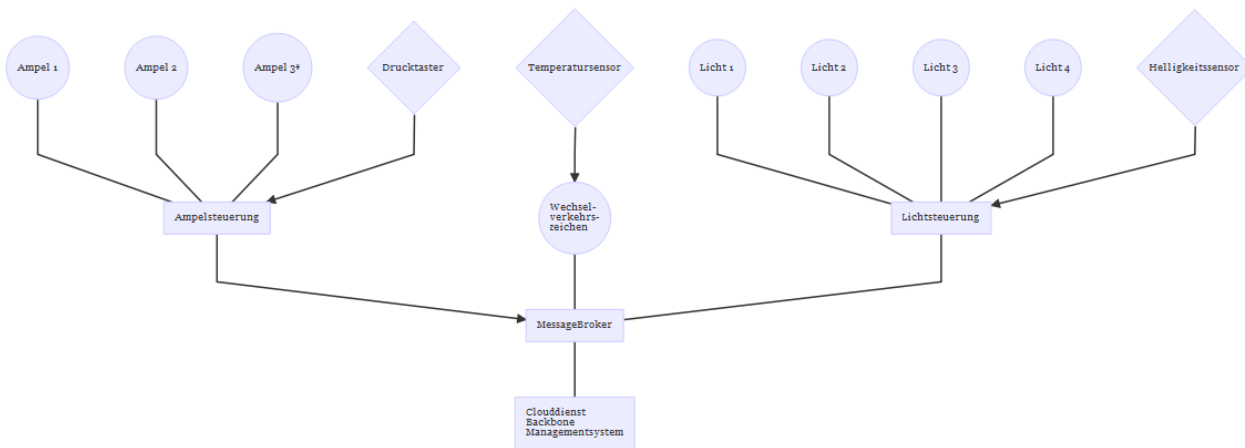 Ampel 1
Ampel 2
Ampel 3*
Drucktaster
Temperatursensor
Licht 1
Licht 2
Licht 3
Licht 4
Helligkeitssensor
Ampelsteuerung
Wechsel-
verkehrs-
zeichen
Lichtsteuerung
MessageBroker
Clouddienst
Backbone
Managementsystem